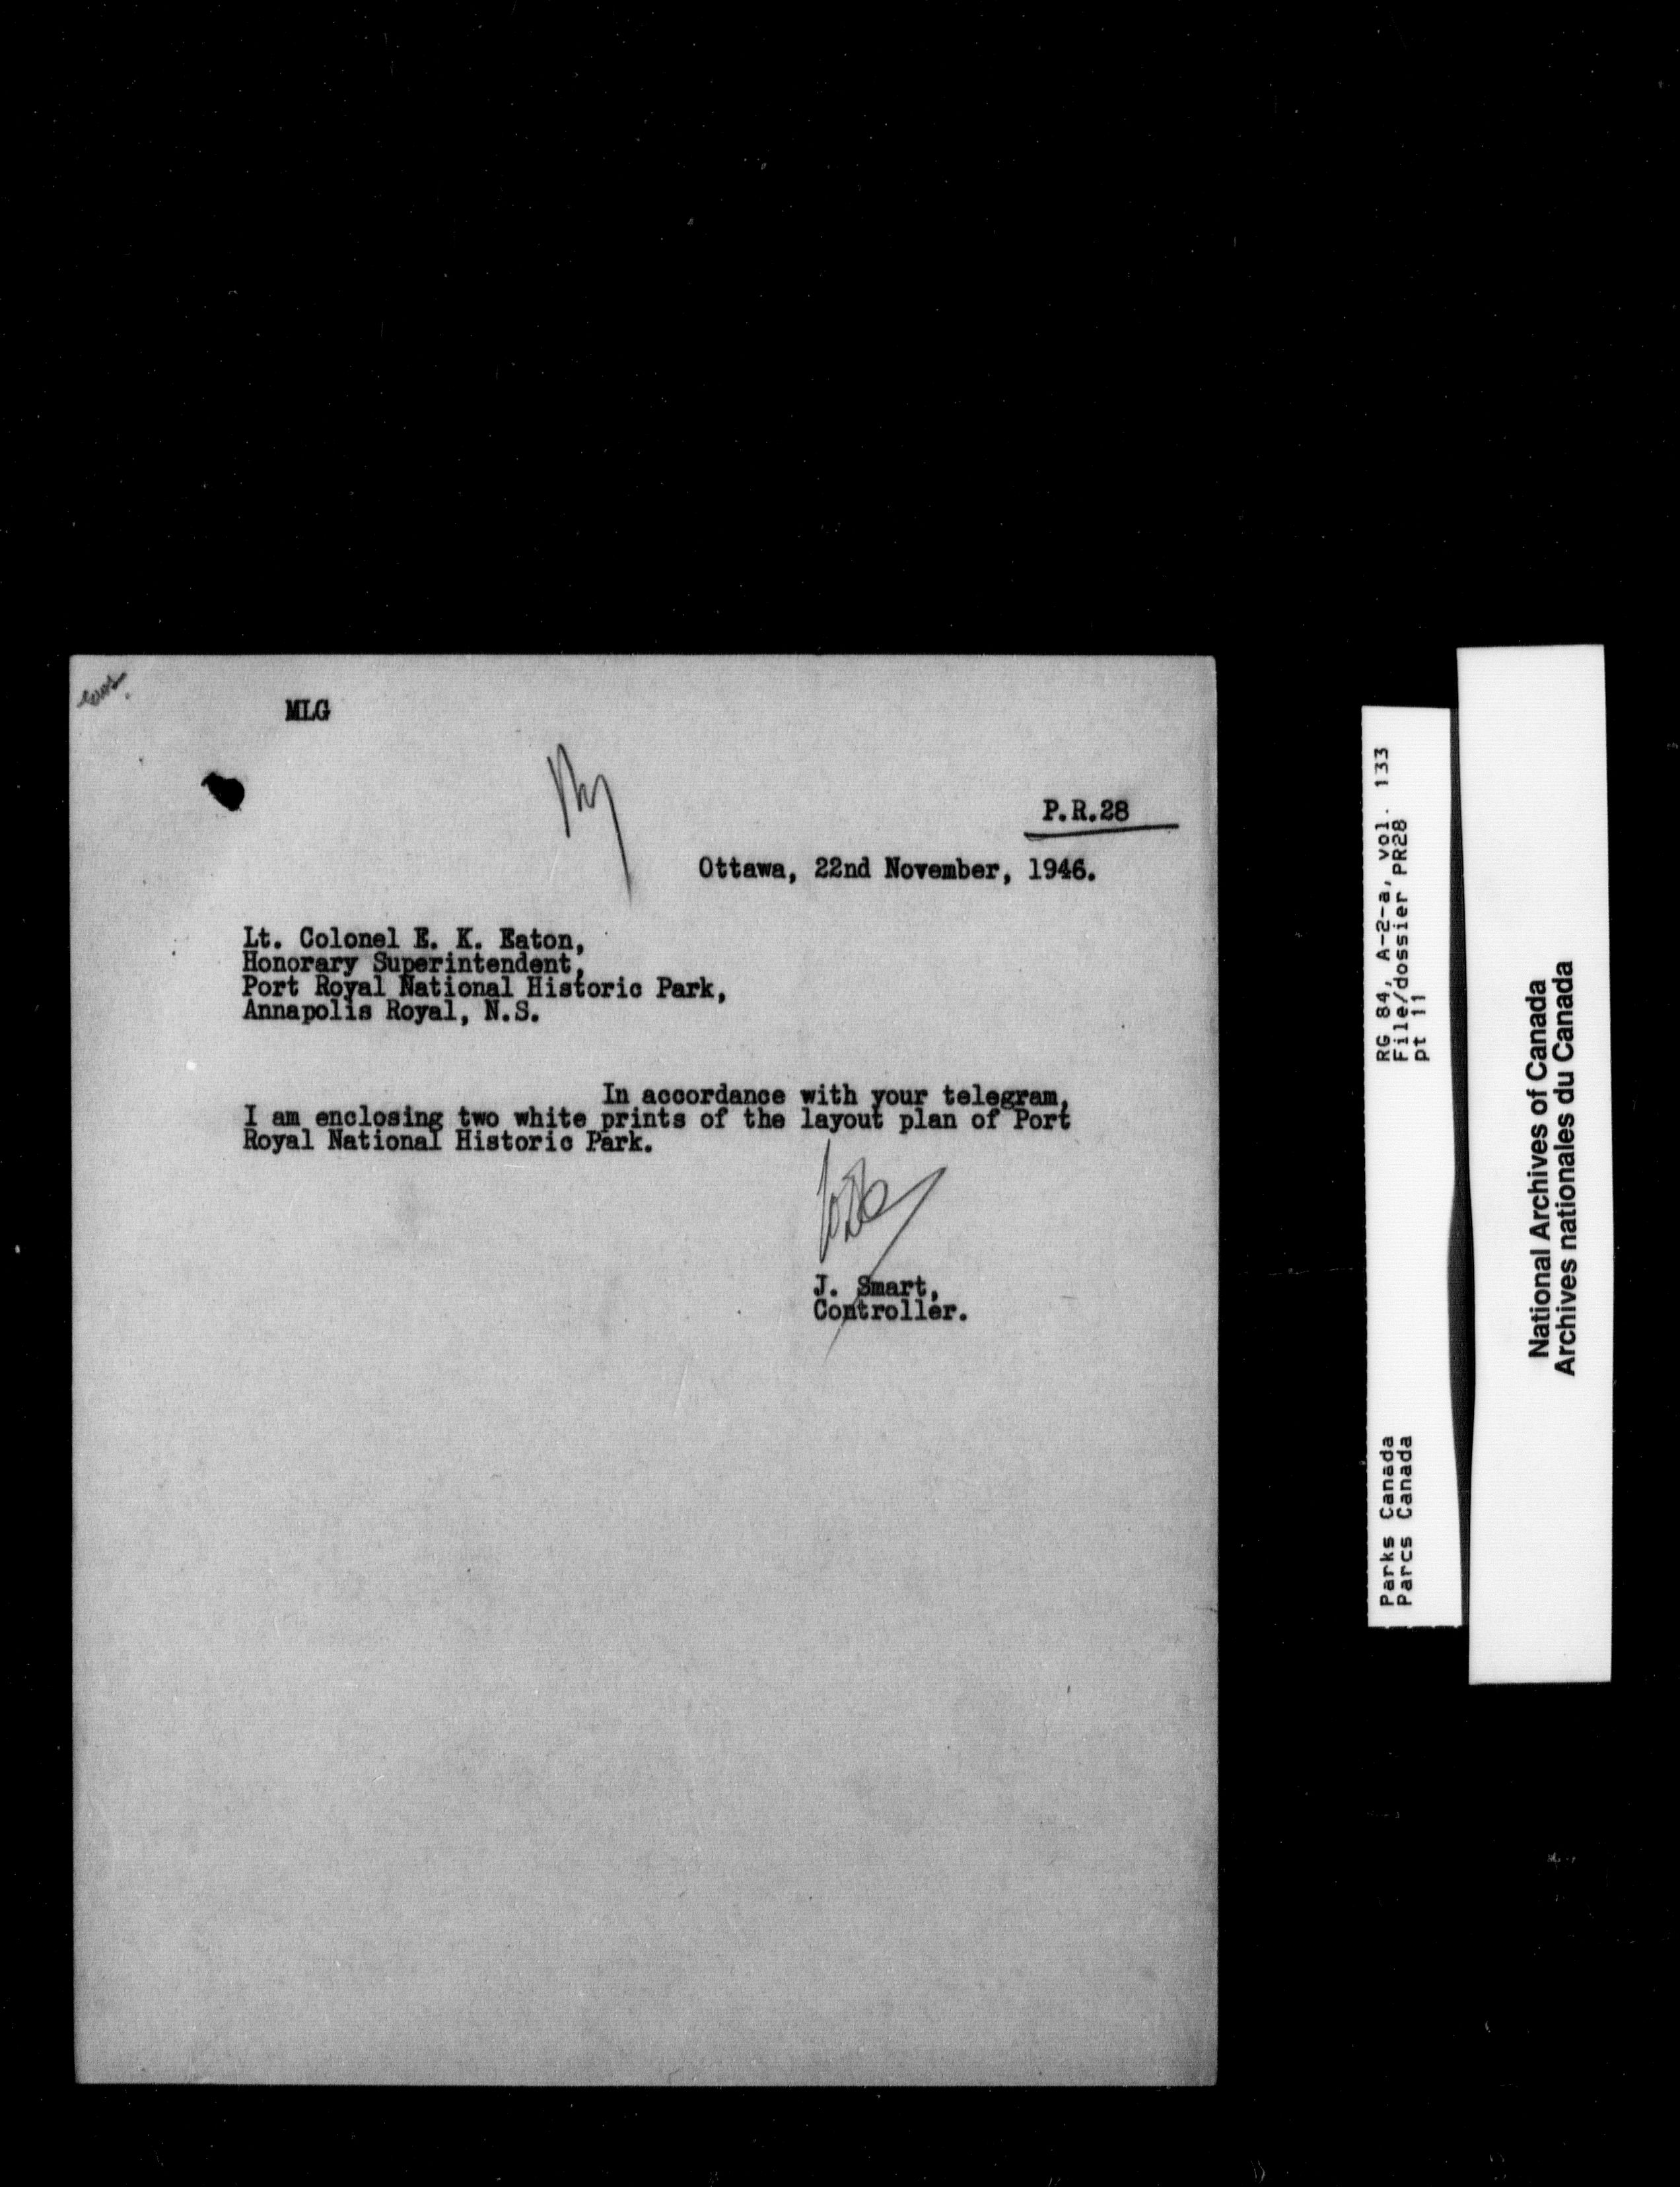 MLG
P.R.28
Ottawa, 22nd November, 1946.
Lt. Colonel E. K. Eaton,
Honorary Superintendent,
Port Royal National Historic Park,
Annapolis Royal, N.S.
In accordance with your telegram,
I am enclosing two white prints of the layout plan of Port
Royal National Historic Park.
J. Smart,
Controller.
RG 84, A-2-a, vol. 133
File/dossier PR28
pt 11
Parks Canada
Parcs Canada
National Archives of Canada
Archives nationales du Canada